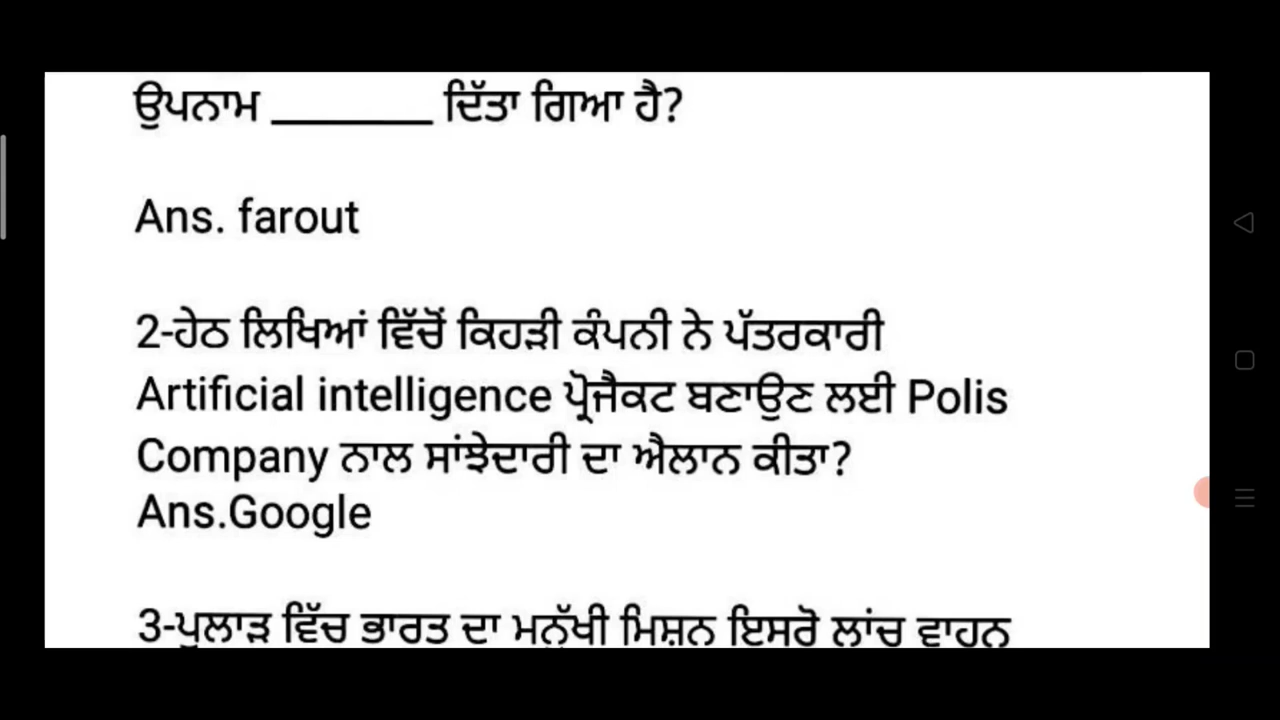 ਉਪਨਾਮ ________ ਦਿੱਤਾ ਗਿਆ ਹੈ?
Ans. farout
2-ਹੇਠ ਲਿਖਿਆਂ ਵਿੱਚੋਂ ਕਿਹੜੀ ਕੰਪਨੀ ਨੇ ਪੱਤਰਕਾਰੀ
Artificial intelligence ਪ੍ਰੋਜੈਕਟ ਬਣਾਉਣ ਲਈ Polis
Company ਨਾਲ ਸਾਂਝੇਦਾਰੀ ਦਾ ਐਲਾਨ ਕੀਤਾ?
Ans.Google
3-ਪੁਲਾੜ ਵਿੱਚ ਭਾਰਤ ਦਾ ਮਨੁੱਖੀ ਮਿਸ਼ਨ ਇਸਰੋ ਲਾਂਚ ਵਾਹਨ